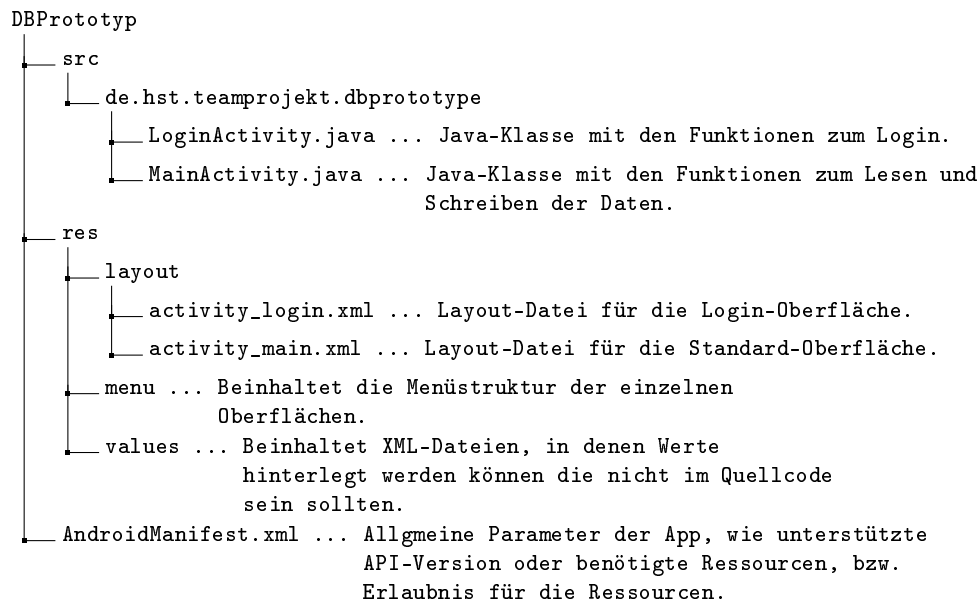 DBPrototyp
src
de.hst.teamprojekt.dbprototype
LoginActivity.java ... Java-Klasse mit den Funktionen zum Login.
MainActivity.java ... Java-Klasse mit den Funktionen zum Lesen und
Schreiben der Daten.
res
layout
activity_login.xml ... Layout-Datei für die Login-Oberfläche.
activity_main.xml ... Layout-Datei für die Standard-Oberfläche.
menu ... Beinhaltet die Menüstruktur der einzelnen
Oberflächen.
values ... Beinhaltet XML-Dateien, in denen Werte
hinterlegt werden können die nicht im Quellcode
sein sollten.
AndroidManifest.xml ... Allgmeine Parameter der App, wie unterstützte
API-Version oder benötigte Ressourcen, bzw.
Erlaubnis für die Ressourcen.